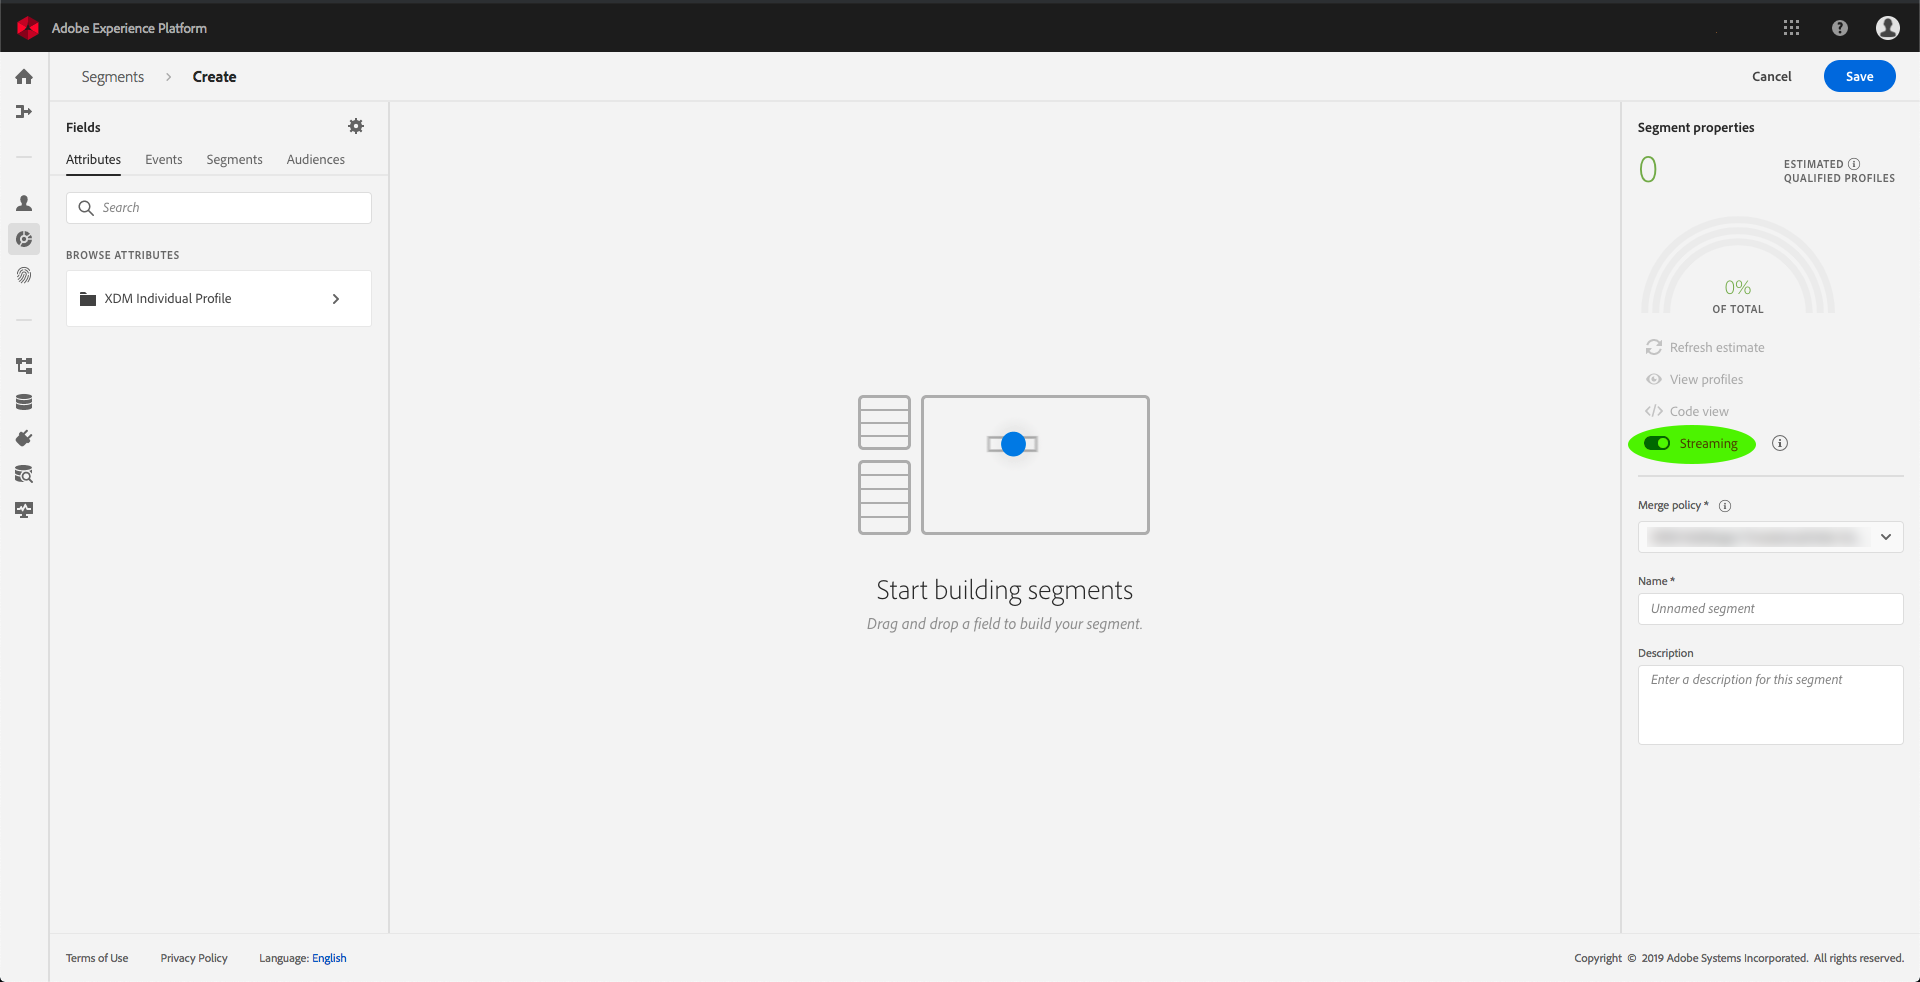 Adobe Experience Platform
Segments > Create
Cancel
Save
Fields
Attributes Events Segments Audiences
Search
BROWSE ATTRIBUTES
XDM Individual Profile
Start building segments
Drag and drop a field to build your segment.
Segment properties
0
ESTIMATED
QUALIFIED PROFILES
0%
OF TOTAL
Refresh estimate
View profiles
</> Code view
Streaming
Merge policy *
Name *
Unnamed segment
Description
Enter a description for this segment
Terms of Use Privacy Policy Language: English
Copyright © 2019 Adobe Systems Incorporated. All rights reserved.